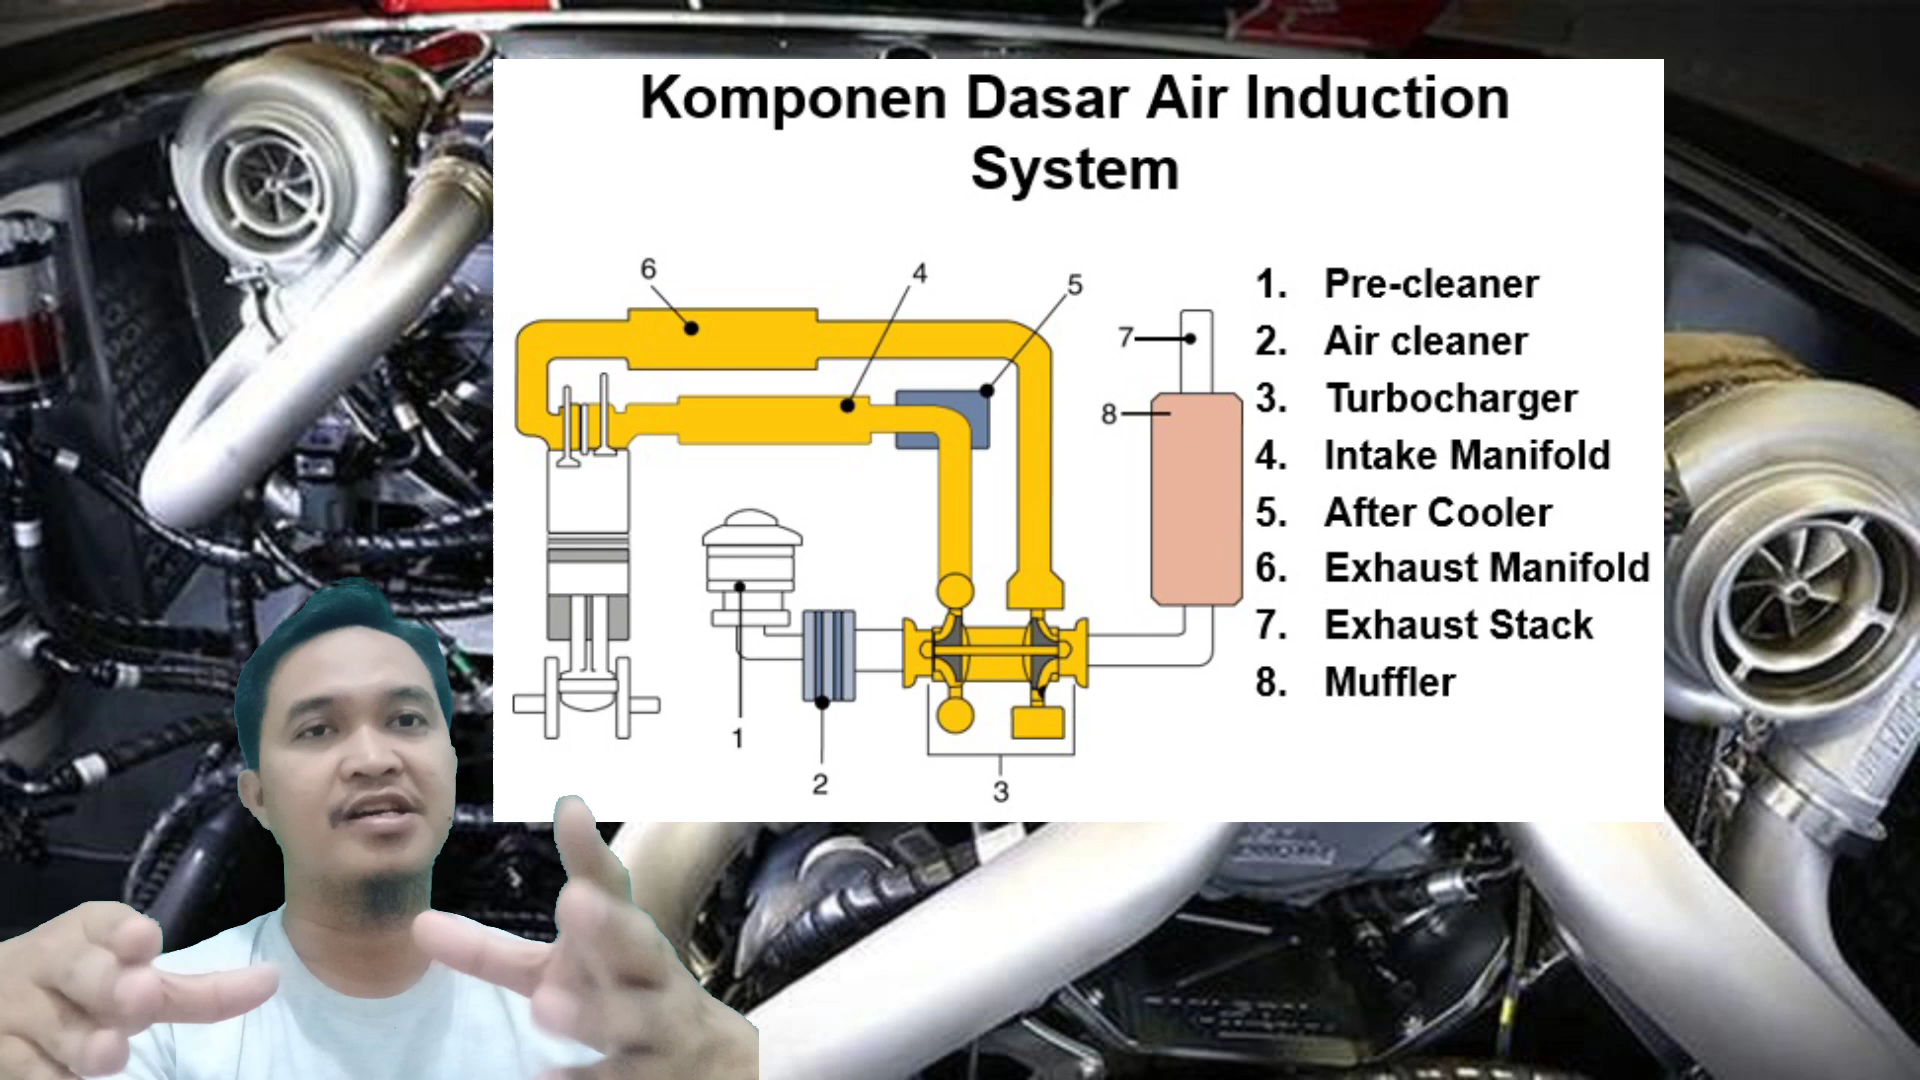 Komponen Dasar Air Induction
System
6
4
5
7
8
1
2
3
1. Pre-cleaner
2. Air cleaner
3. Turbocharger
4. Intake Manifold
5. After Cooler
6. Exhaust Manifold
7. Exhaust Stack
8. Muffler